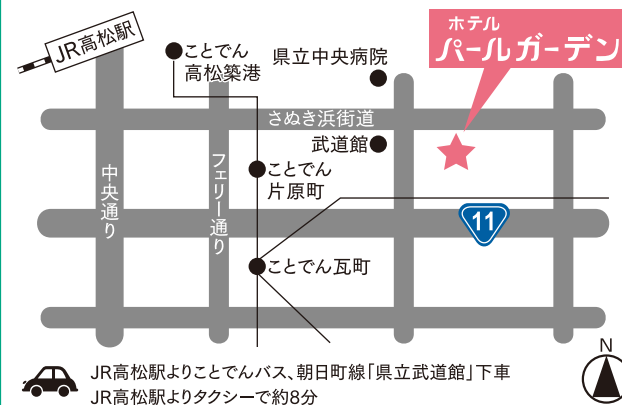 ホテル
パールガーデン
JR高松駅
ことでん
高松築港
県立中央病院
さぬき浜街道
武道館
中央通り
フェリー通り
ことでん
片原町
11
ことでん瓦町
N
JR高松駅よりことでんバス、朝日町線「県立武道館」下車
JR高松駅よりタクシーで約8分